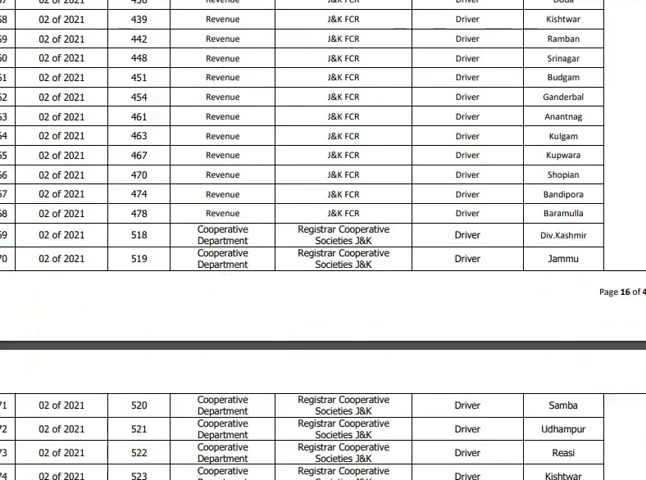 02 of 2021 Revenue J&K FCR Driver Doda
58 02 of 2021 439 Revenue J&K FCR Driver Kishtwar
59 02 of 2021 442 Revenue J&K FCR Driver Ramban
60 02 of 2021 448 Revenue J&K FCR Driver Srinagar
61 02 of 2021 451 Revenue J&K FCR Driver Budgam
62 02 of 2021 454 Revenue J&K FCR Driver Ganderbal
63 02 of 2021 461 Revenue J&K FCR Driver Anantnag
64 02 of 2021 463 Revenue J&K FCR Driver Kulgam
65 02 of 2021 467 Revenue J&K FCR Driver Kupwara
66 02 of 2021 470 Revenue J&K FCR Driver Shopian
67 02 of 2021 474 Revenue J&K FCR Driver Bandipora
68 02 of 2021 478 Revenue J&K FCR Driver Baramulla
69 02 of 2021 518 Cooperative Department Registrar Cooperative Societies J&K Driver Div.Kashmir
70 02 of 2021 519 Cooperative Department Registrar Cooperative Societies J&K Driver Jammu
Page 16 of 4
71 02 of 2021 520 Cooperative Department Registrar Cooperative Societies J&K Driver Samba
72 02 of 2021 521 Cooperative Department Registrar Cooperative Societies J&K Driver Udhampur
73 02 of 2021 522 Cooperative Department Registrar Cooperative Societies J&K Driver Reasi
74 02 of 2021 523 Cooperative Department Registrar Cooperative Societies J&K Driver Kishtwar